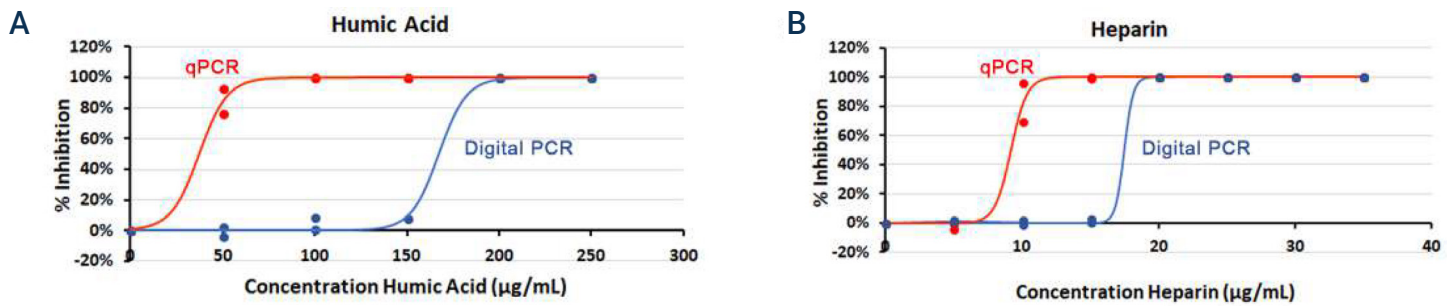 A
Humic Acid
120%
100%
80%
60%
40%
20%
0%
-20%
% Inhibition
qPCR
Digital PCR
0
50
100
150
200
250
300
Concentration Humic Acid (µg/mL)
B
Heparin
120%
100%
80%
60%
40%
20%
0%
-20%
% Inhibition
qPCR
Digital PCR
0
10
20
30
40
Concentration Heparin (µg/mL)